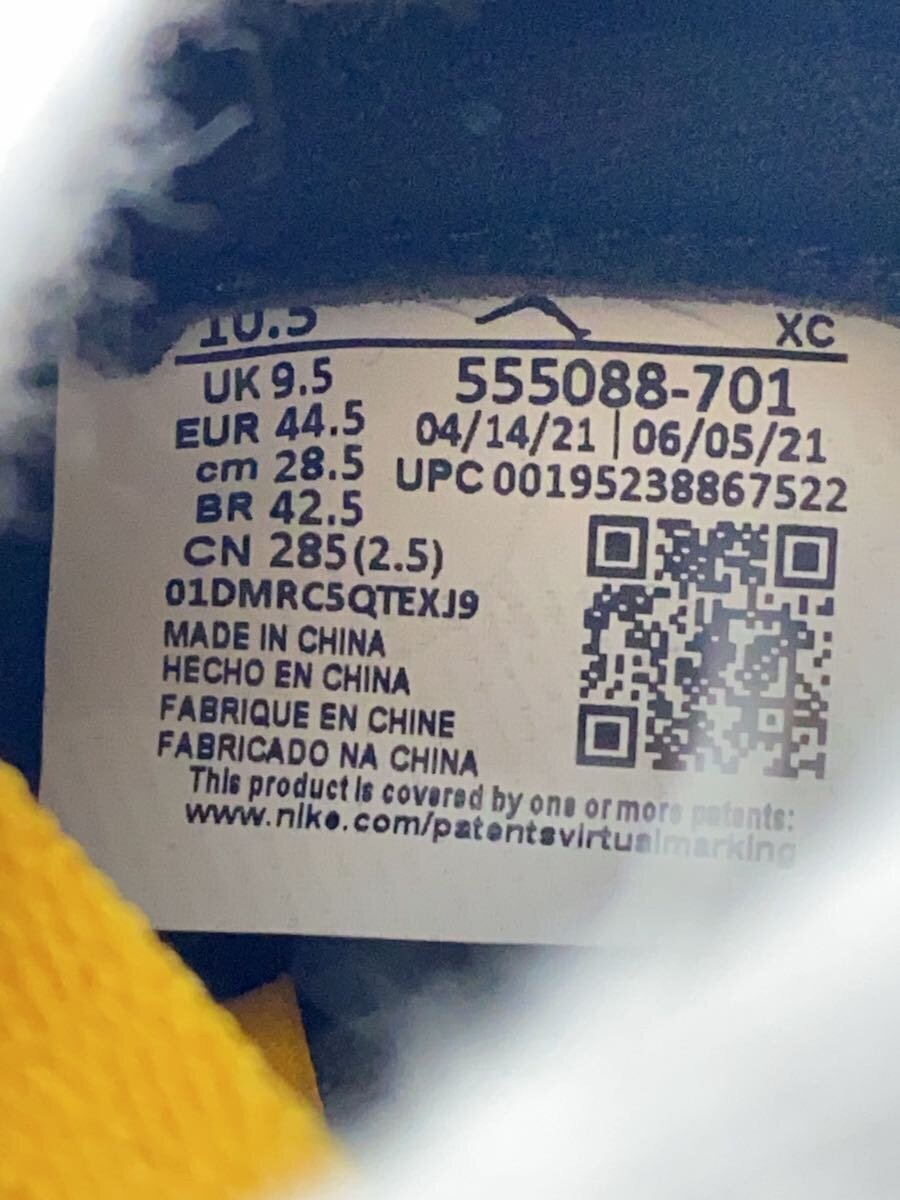 10.5 XC
UK 9.5
EUR 44.5
cm 28.5
BR 42.5
CN 285(2.5)
555088-701
04/14/21 | 06/05/21
UPC 00195238867522
01DMRC5QTEXJ9
MADE IN CHINA
HECHO EN CHINA
FABRIQUE EN CHINE
FABRICADO NA CHINA
This product is covered by one or more patents:
www.nike.com/patentsvirtualmarking